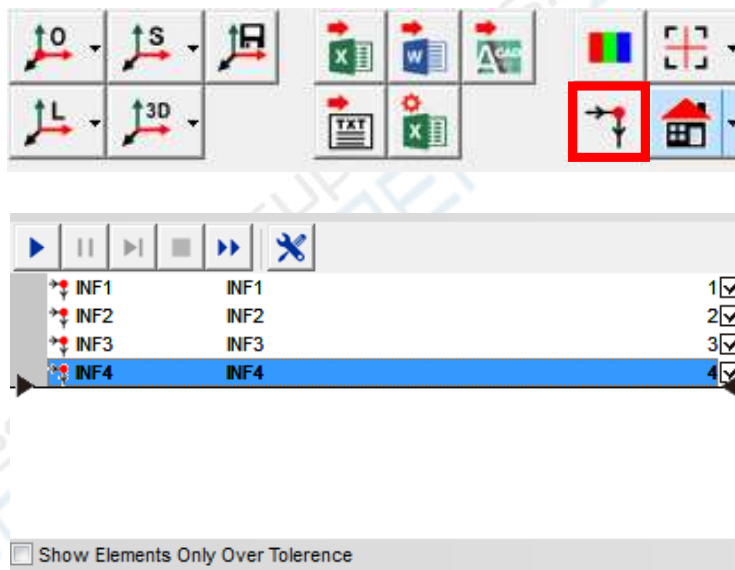 O S X W A CAD
L 3D TXT X
INF1 INF1 1
INF2 INF2 2
INF3 INF3 3
INF4 INF4 4
Show Elements Only Over Tolerence